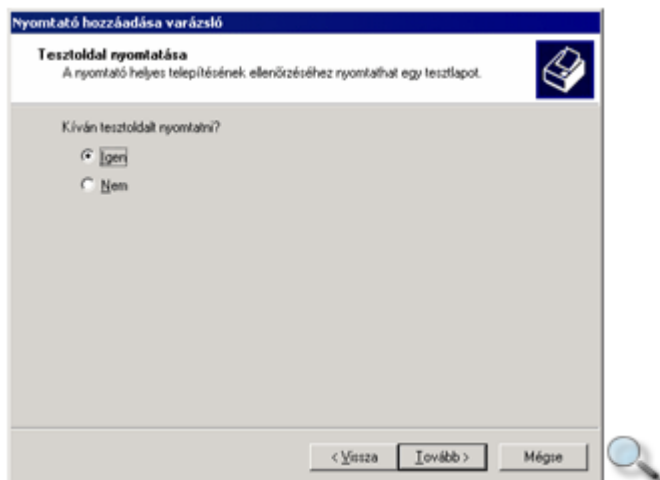 Nyomtató hozzáadása varázsló
Tesztoldal nyomtatása
A nyomtató helyes telepítésének ellenőrzéséhez nyomtathat egy tesztlapot.
Kíván tesztoldalt nyomtatni?
Igen
Nem
< Vissza
Tovább >
Mégse